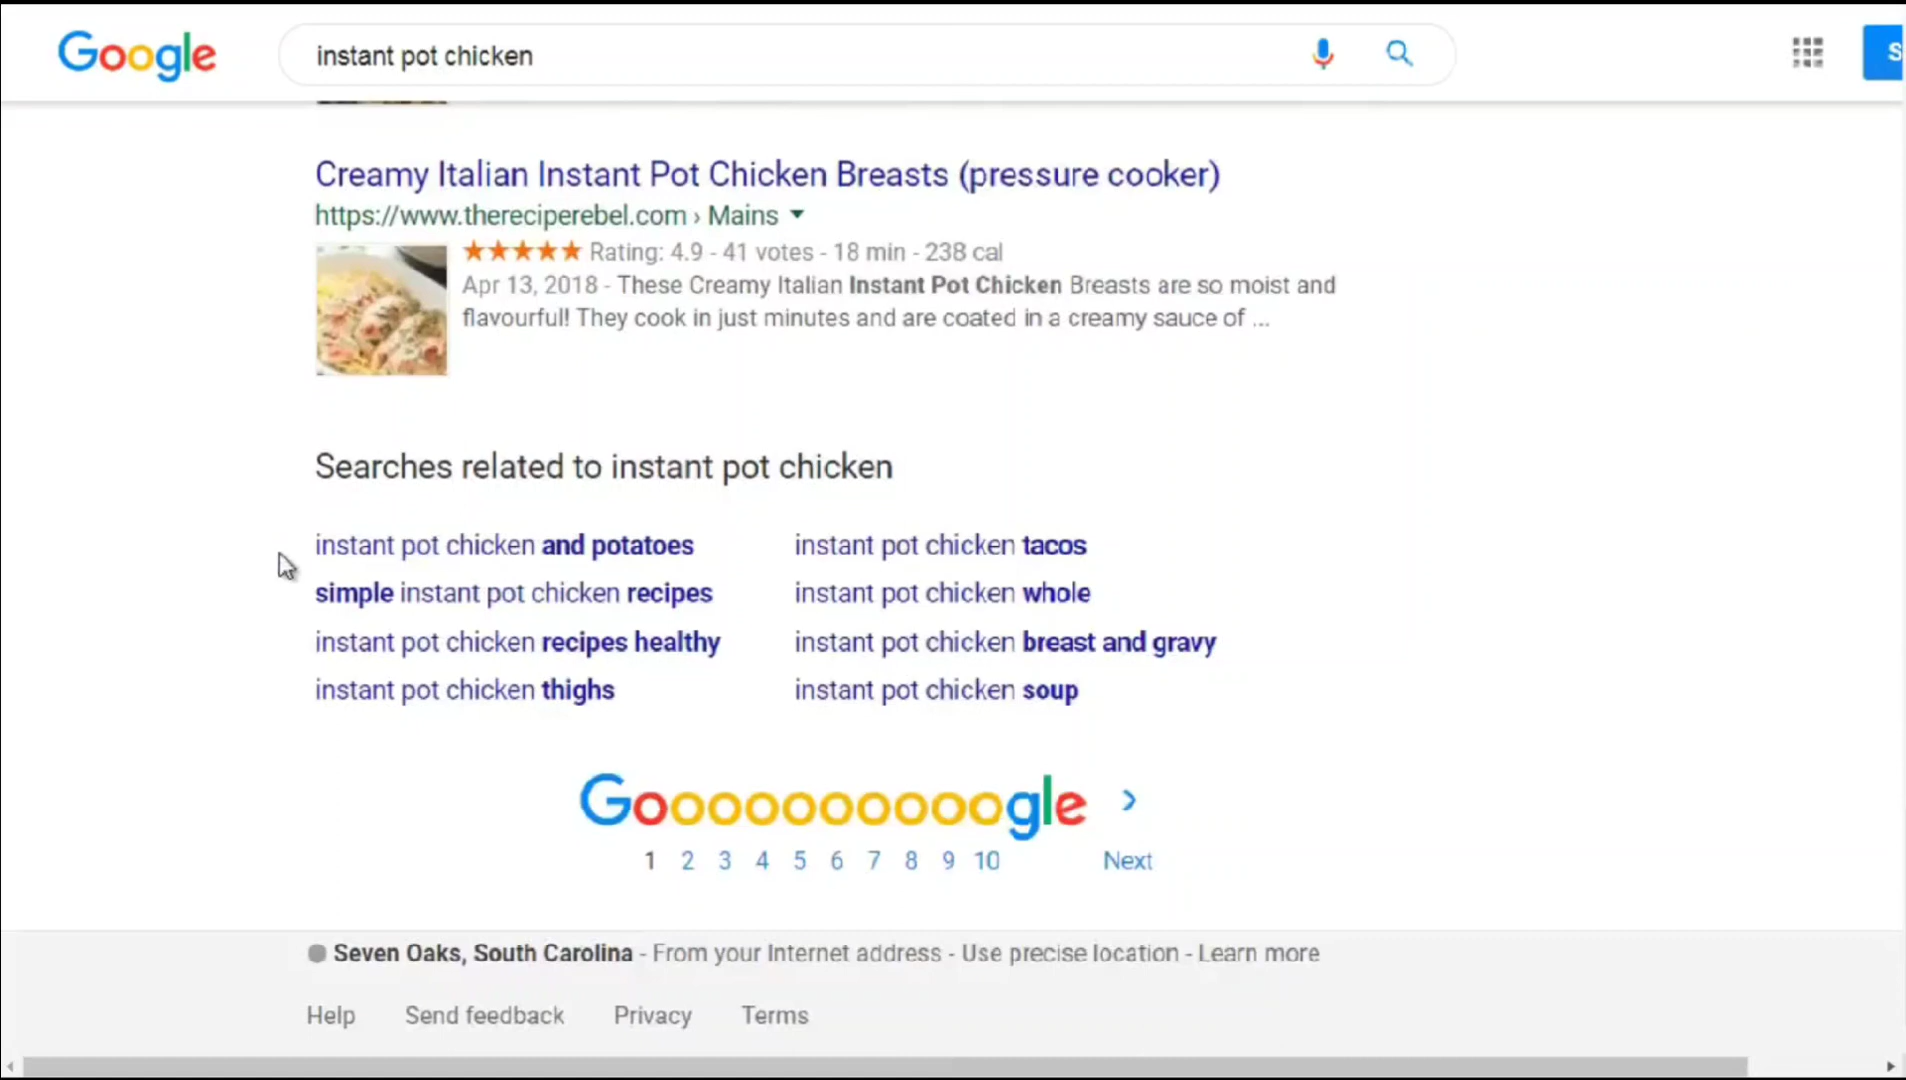 Google
instant pot chicken
Creamy Italian Instant Pot Chicken Breasts (pressure cooker)
https://www.thereciperebel.com › Mains
Rating: 4.9 - 41 votes - 18 min - 238 cal
Apr 13, 2018 - These Creamy Italian Instant Pot Chicken Breasts are so moist and
flavourful! They cook in just minutes and are coated in a creamy sauce of ...
Searches related to instant pot chicken
instant pot chicken and potatoes
instant pot chicken tacos
simple instant pot chicken recipes
instant pot chicken whole
instant pot chicken recipes healthy
instant pot chicken breast and gravy
instant pot chicken thighs
instant pot chicken soup
Goooooooooogle
1 2 3 4 5 6 7 8 9 10 Next
Seven Oaks, South Carolina - From your Internet address - Use precise location - Learn more
Help Send feedback Privacy Terms